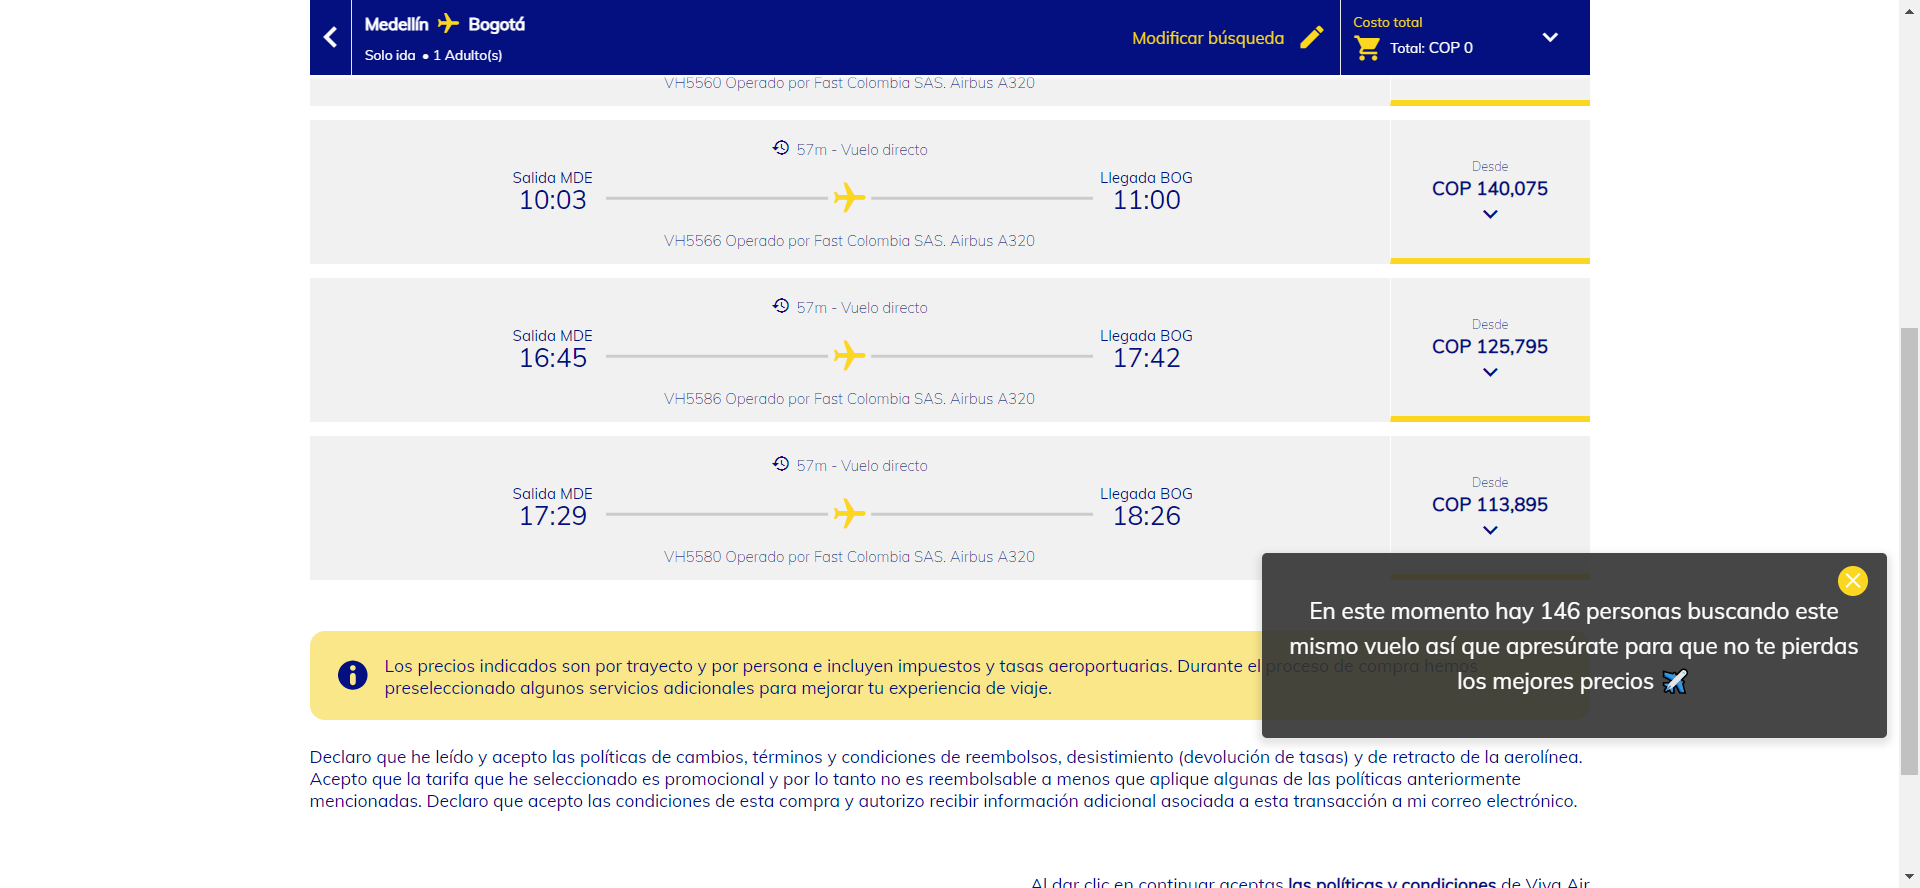 Medellín Bogotá
Solo ida • 1 Adulto(s)
Modificar búsqueda
Costo total
Total: COP 0
VH5560 Operado por Fast Colombia SAS. Airbus A320
57m - Vuelo directo
Salida MDE
10:03
Llegada BOG
11:00
VH5566 Operado por Fast Colombia SAS. Airbus A320
Desde
COP 140,075
57m - Vuelo directo
Salida MDE
16:45
Llegada BOG
17:42
VH5586 Operado por Fast Colombia SAS. Airbus A320
Desde
COP 125,795
57m - Vuelo directo
Salida MDE
17:29
Llegada BOG
18:26
VH5580 Operado por Fast Colombia SAS. Airbus A320
Desde
COP 113,895
En este momento hay 146 personas buscando este
mismo vuelo así que apresúrate para que no te pierdas
los mejores precios
Los precios indicados son por trayecto y por persona e incluyen impuestos y tasas aeroportuarias. Durante el proceso de compra hemos
preseleccionado algunos servicios adicionales para mejorar tu experiencia de viaje.
Declaro que he leído y acepto las políticas de cambios, términos y condiciones de reembolsos, desistimiento (devolución de tasas) y de retracto de la aerolínea.
Acepto que la tarifa que he seleccionado es promocional y por lo tanto no es reembolsable a menos que aplique algunas de las políticas anteriormente
mencionadas. Declaro que acepto las condiciones de esta compra y autorizo recibir información adicional asociada a esta transacción a mi correo electrónico.
Al dar clic en continuar aceptas las políticas y condiciones de Viva Air